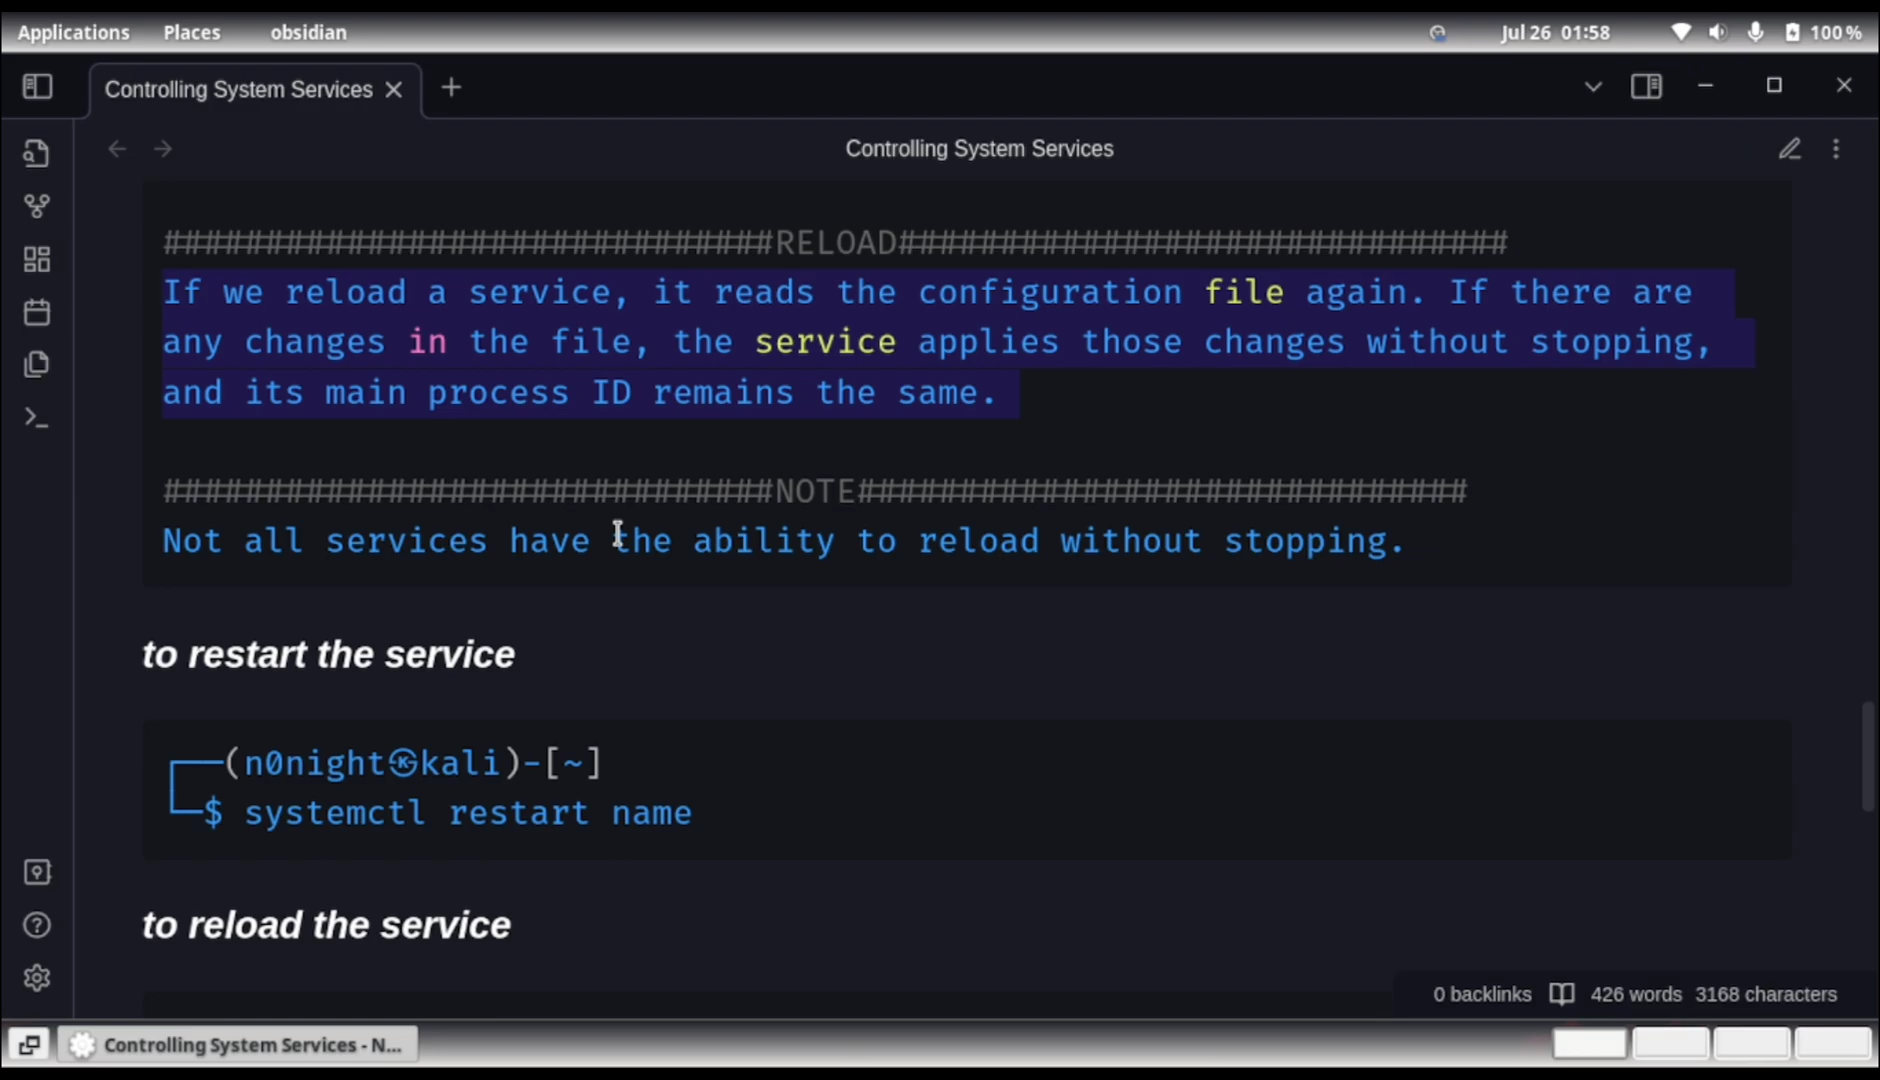 Applications Places obsidian Jul 26 01:58 100 %
Controlling System Services
Controlling System Services
##############################RELOAD##############################
If we reload a service, it reads the configuration file again. If there are
any changes in the file, the service applies those changes without stopping,
and its main process ID remains the same.
##############################NOTE##############################
Not all services have the ability to reload without stopping.
to restart the service
┌──(n0night㉿kali)-[~]
└─$ systemctl restart name
to reload the service
0 backlinks 426 words 3168 characters
Controlling System Services - N...